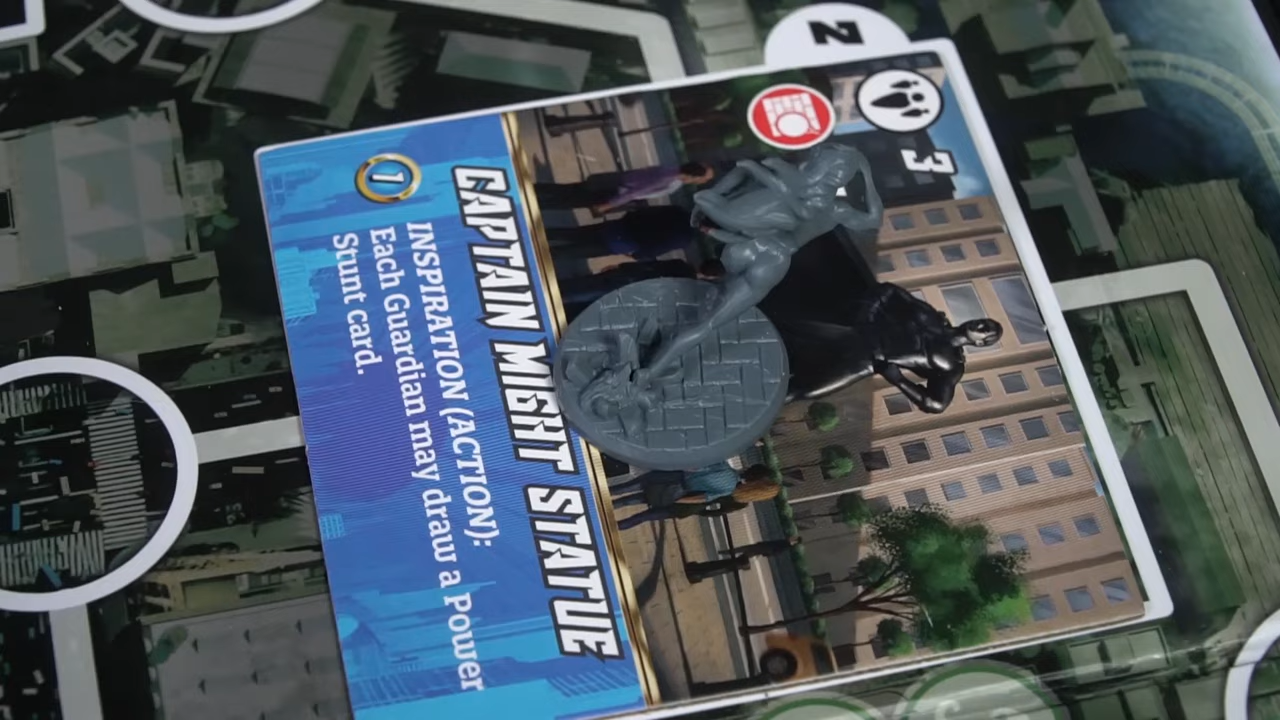 N
3
CAPTAIN MIGHT STATUE
1
INSPIRATION (ACTION):
Each Guardian may draw a Power
Stunt card.